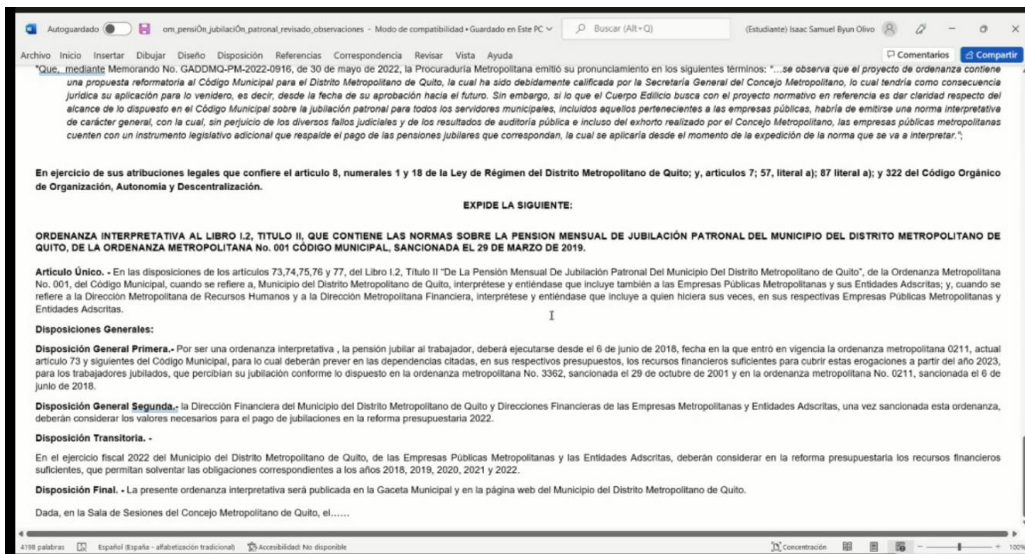 Autoguardado
om_pensiÓn_jubilaciÓn_patronal_revisado_observaciones - Modo de compatibilidad • Guardado en Este PC
Buscar (Alt+Q)
(Estudiante) Isaac Samuel Byun Olivo
Archivo Inicio Insertar Dibujar Diseño Disposición Referencias Correspondencia Revisar Vista Ayuda
Comentarios
Compartir
"Que, mediante Memorando No. GADDMQ-PM-2022-0916, de 30 de mayo de 2022, la Procuraduría Metropolitana emitió su pronunciamiento en los siguientes términos: "…se observa que el proyecto de ordenanza contiene
una propuesta reformatoria al Código Municipal para el Distrito Metropolitano de Quito, la cual ha sido debidamente calificada por la Secretaría General del Concejo Metropolitano, lo cual tendría como consecuencia
jurídica su aplicación para lo venidero, es decir, desde la fecha de su aprobación hacia el futuro. Sin embargo, si lo que el Cuerpo Edilicio busca con el proyecto normativo en referencia es dar claridad respecto del
alcance de lo dispuesto en el Código Municipal sobre la jubilación patronal para todos los servidores municipales, incluidos aquellos pertenecientes a las empresas públicas, habría de emitirse una norma interpretativa
de carácter general, con la cual, sin perjuicio de los diversos fallos judiciales y de los resultados de auditoría pública e incluso del exhorto realizado por el Concejo Metropolitano, las empresas públicas metropolitanas
cuenten con un instrumento legislativo adicional que respalde el pago de las pensiones jubilares que correspondan, la cual se aplicaría desde el momento de la expedición de la norma que se va a interpretar.";
En ejercicio de sus atribuciones legales que confiere el artículo 8, numerales 1 y 18 de la Ley de Régimen del Distrito Metropolitano de Quito; y, artículos 7; 57, literal a); 87 literal a); y 322 del Código Orgánico
de Organización, Autonomía y Descentralización.
EXPIDE LA SIGUIENTE:
ORDENANZA INTERPRETATIVA AL LIBRO I.2, TITULO II, QUE CONTIENE LAS NORMAS SOBRE LA PENSION MENSUAL DE JUBILACIÓN PATRONAL DEL MUNICIPIO DEL DISTRITO METROPOLITANO DE
QUITO, DE LA ORDENANZA METROPOLITANA No. 001 CÓDIGO MUNICIPAL, SANCIONADA EL 29 DE MARZO DE 2019.
Artículo Único. - En las disposiciones de los artículos 73,74,75,76 y 77, del Libro I.2, Título II "De La Pensión Mensual De Jubilación Patronal Del Municipio Del Distrito Metropolitano de Quito", de la Ordenanza Metropolitana
No. 001, del Código Municipal, cuando se refiere a, Municipio del Distrito Metropolitano de Quito, interprétese y entiéndase que incluye también a las Empresas Públicas Metropolitanas y sus Entidades Adscritas; y, cuando se
refiere a la Dirección Metropolitana de Recursos Humanos y a la Dirección Metropolitana Financiera, interprétese y entiéndase que incluye a quien hiciera sus veces, en sus respectivas Empresas Públicas Metropolitanas y
Entidades Adscritas.
Disposiciones Generales:
Disposición General Primera.- Por ser una ordenanza interpretativa , la pensión jubilar al trabajador, deberá ejecutarse desde el 6 de junio de 2018, fecha en la que entró en vigencia la ordenanza metropolitana 0211, actual
artículo 73 y siguientes del Código Municipal, para lo cual deberán prever en las dependencias citadas, en sus respectivos presupuestos, los recursos financieros suficientes para cubrir estas erogaciones a partir del año 2023,
para los trabajadores jubilados, que percibían su jubilación conforme lo dispuesto en la ordenanza metropolitana No. 3362, sancionada el 29 de octubre de 2001 y en la ordenanza metropolitana No. 0211, sancionada el 6 de
junio de 2018.
Disposición General Segunda.- la Dirección Financiera del Municipio del Distrito Metropolitano de Quito y Direcciones Financieras de las Empresas Metropolitanas y Entidades Adscritas, una vez sancionada esta ordenanza,
deberán considerar los valores necesarios para el pago de jubilaciones en la reforma presupuestaria 2022.
Disposición Transitoria. -
En el ejercicio fiscal 2022 del Municipio del Distrito Metropolitano de Quito, de las Empresas Públicas Metropolitanas y las Entidades Adscritas, deberán considerar en la reforma presupuestaria los recursos financieros
suficientes, que permitan solventar las obligaciones correspondientes a los años 2018, 2019, 2020, 2021 y 2022.
Disposición Final. - La presente ordenanza interpretativa será publicada en la Gaceta Municipal y en la página web del Municipio del Distrito Metropolitano de Quito.
Dada, en la Sala de Sesiones del Concejo Metropolitano de Quito, el……
4198 palabras Español (España - alfabetización tradicional) Accesibilidad: No disponible Concentración 100%